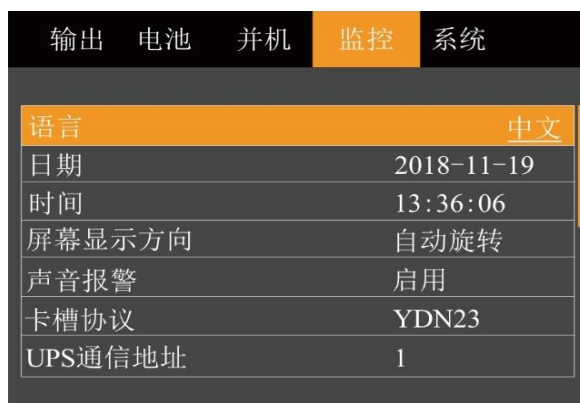 输出 电池 并机 监控 系统
语言 中文
日期 2018-11-19
时间 13:36:06
屏幕显示方向 自动旋转
声音报警 启用
卡槽协议 YDN23
UPS通信地址 1